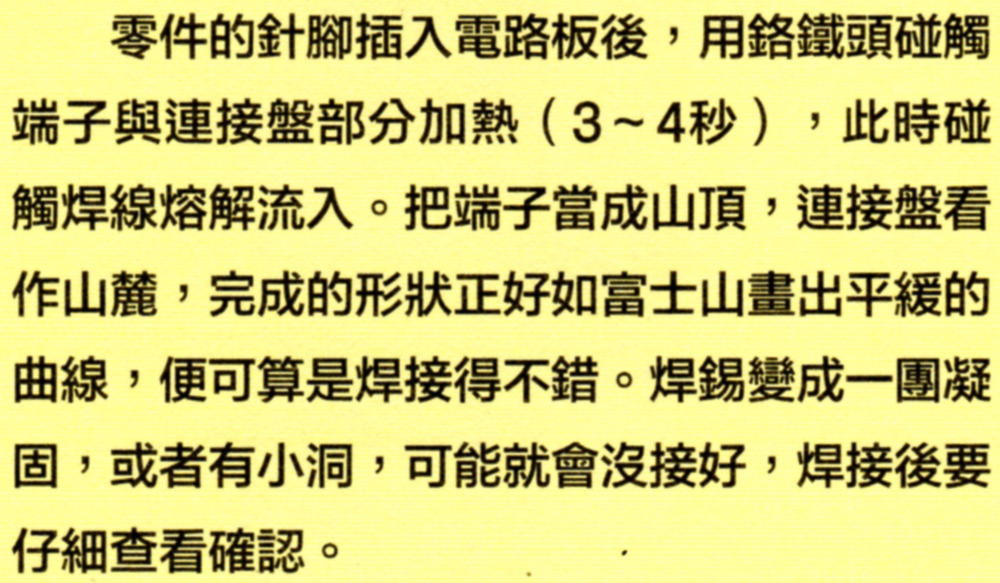 零件的針腳插入電路板後，用鉻鐵頭碰觸
端子與連接盤部分加熱（3～4秒），此時碰
觸焊線熔解流入。把端子當成山頂，連接盤看
作山麓，完成的形狀正好如富士山畫出平緩的
曲線，便可算是焊接得不錯。焊錫變成一團凝
固，或者有小洞，可能就會沒接好，焊接後要
仔細查看確認。